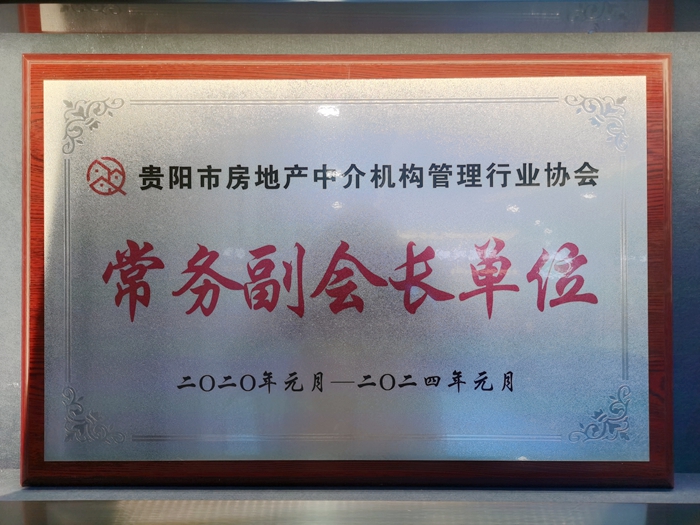 贵阳市房地产中介机构管理行业协会
常务副会长单位
二〇二〇年元月—二〇二四年元月